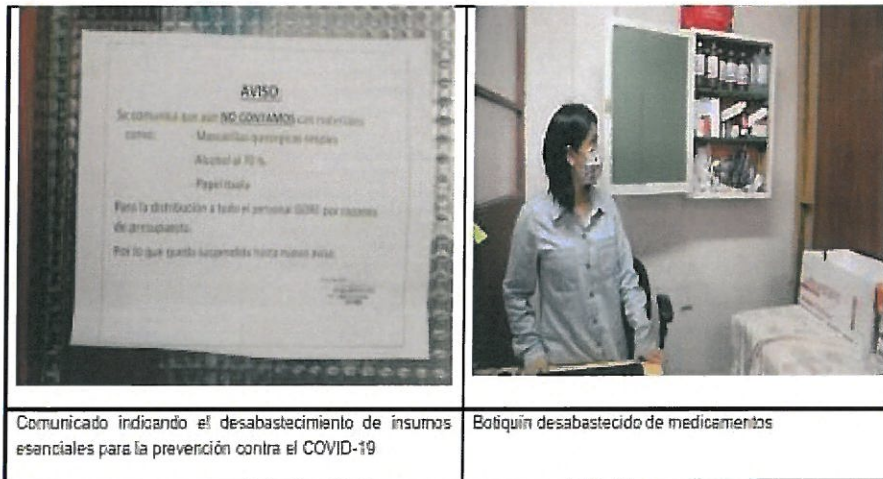 AVISO:
Se comunica que aún NO CONTAMOS con materiales
como: Mascarillas quirúrgicas simples
Alcohol al 70 %
Papel toalla
Para la distribución a todo el personal GORE por razones
de presupuesto.
Por lo que queda suspendido hasta nuevo aviso
Comunicado indicando el desabastecimiento de insumos
esenciales para la prevención contra el COVID-19
Botiquín desabastecido de medicamentos